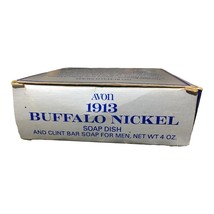 AVON
1913
BUFFALO NICKEL
SOAP DISH
AND CLINT BAR SOAP FOR MEN, NET WT 4 OZ.